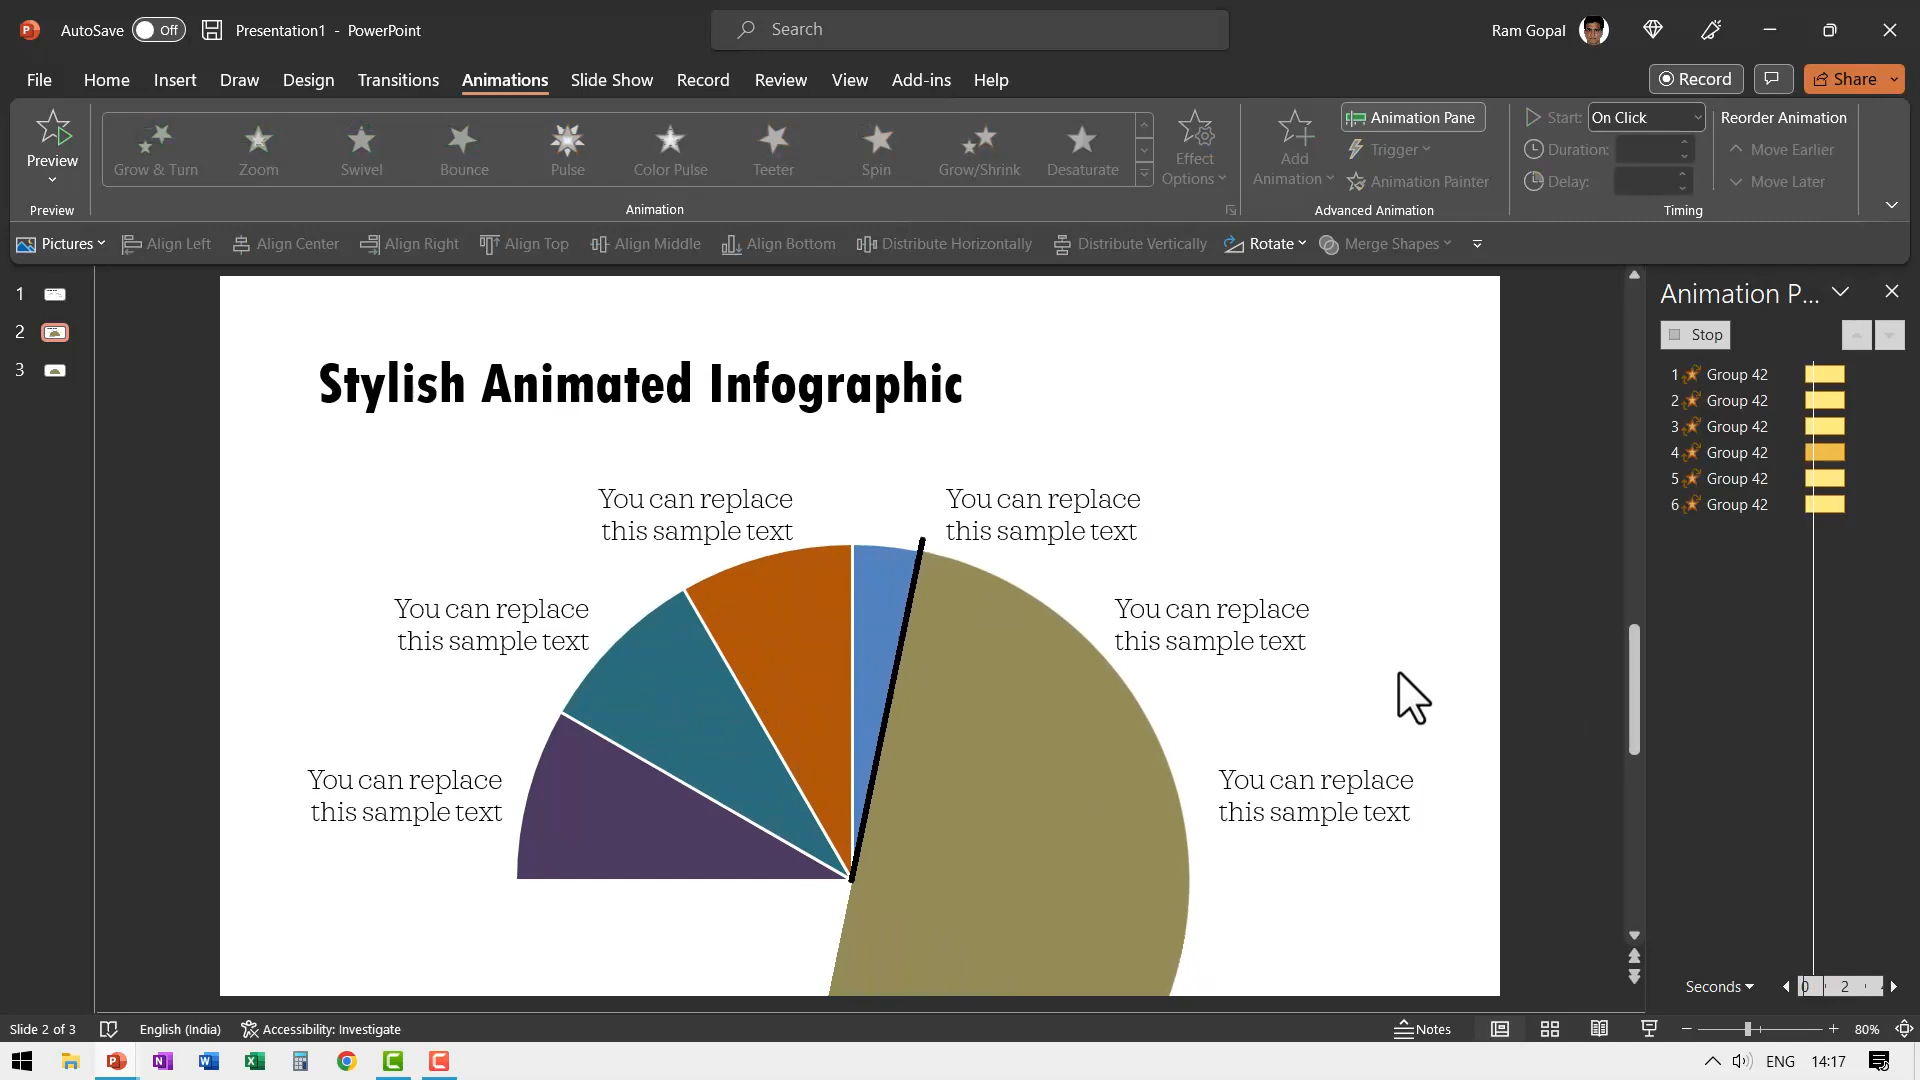 AutoSave Off Presentation1 - PowerPoint Search Ram Gopal
File Home Insert Draw Design Transitions Animations Slide Show Record Review View Add-ins Help Record Share
Preview Grow & Turn Zoom Swivel Bounce Pulse Color Pulse Teeter Spin Grow/Shrink Desaturate Effect Options Add Animation
Animation Pane
Trigger
Animation Painter
Start: On Click
Duration:
Delay:
Reorder Animation
Move Earlier
Move Later
Preview Animation Advanced Animation Timing
Pictures Align Left Align Center Align Right Align Top Align Middle Align Bottom Distribute Horizontally Distribute Vertically Rotate Merge Shapes
1
2
3
Stylish Animated Infographic
You can replace
this sample text
You can replace
this sample text
You can replace
this sample text
You can replace
this sample text
You can replace
this sample text
You can replace
this sample text
Animation P...
Stop
1 Group 42
2 Group 42
3 Group 42
4 Group 42
5 Group 42
6 Group 42
Seconds 0 2
Slide 2 of 3 English (India) Accessibility: Investigate Notes 80%
ENG 14:17